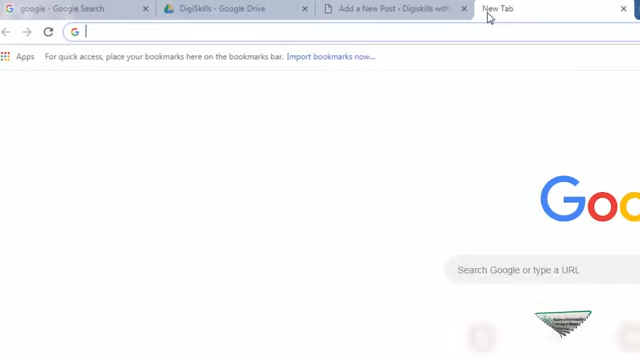 google - Google Search
DigiSkills - Google Drive
Add a New Post ‹ Digiskills with
New Tab
Apps
For quick access, place your bookmarks here on the bookmarks bar. Import bookmarks now...
Goo
Search Google or type a URL